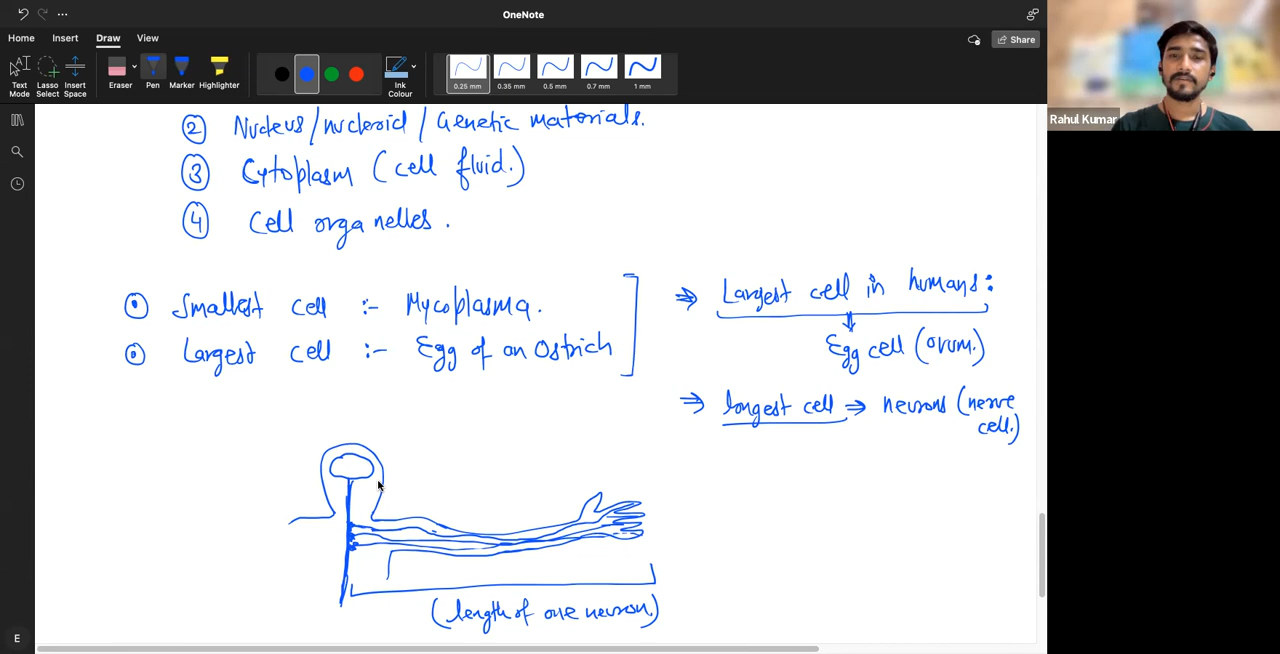 OneNote
Home Insert Draw View
Share
Text Mode
Lasso Select
Insert Space
Eraser
Pen
Marker
Highlighter
Ink Colour
0.25 mm
0.35 mm
0.5 mm
0.7 mm
1 mm
Rahul Kumar
② Nucleus/nucleoid/Genetic materials.
③ Cytoplasm (cell fluid.)
④ Cell organelles.
Smallest cell :- Mycoplasma.
Largest cell :- Egg of an Ostrich
⇒ Largest cell in humans:
Egg cell (ovum.)
⇒ longest cell ⇒ neurons (nerve
cell.)
(length of one neuron.)
E